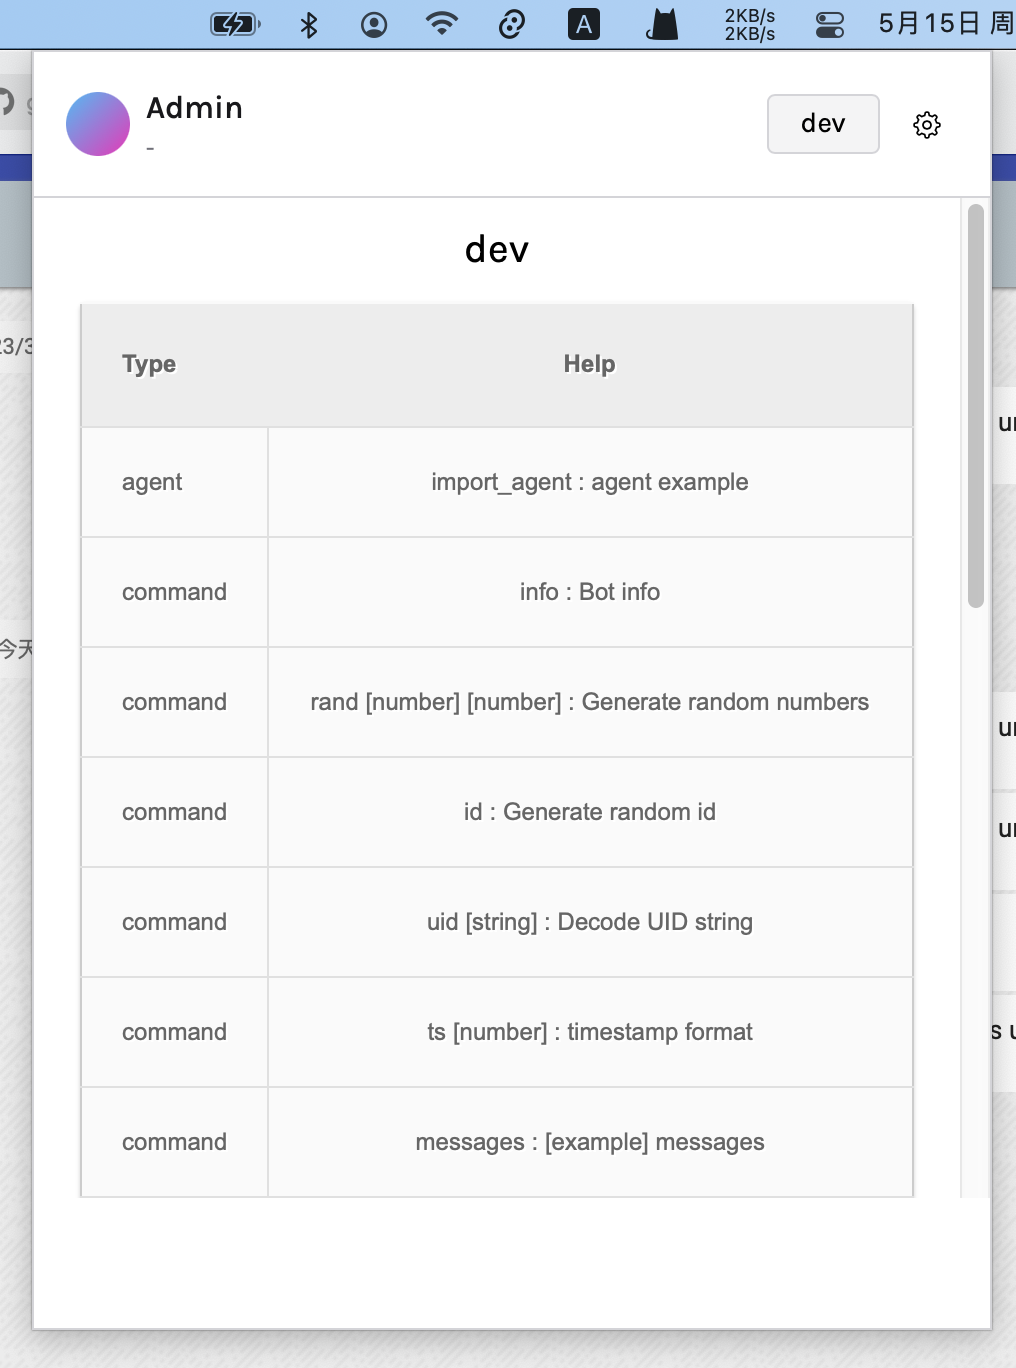 A
2KB/s
2KB/s
5月15日 周
Admin
-
dev
23/3
dev
Type Help
agent import_agent : agent example
command info : Bot info
command rand [number] [number] : Generate random numbers
今天
command id : Generate random id
command uid [string] : Decode UID string
command ts [number] : timestamp format
command messages : [example] messages